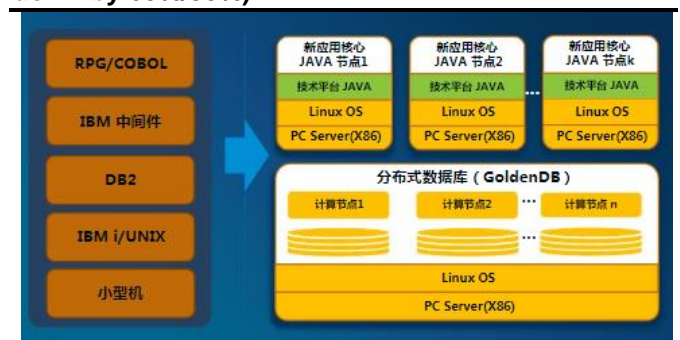 RPG/COBOL
IBM 中间件
DB2
IBM i/UNIX
小型机
新应用核心
JAVA 节点1
技术平台 JAVA
Linux OS
PC Server(X86)
新应用核心
JAVA 节点2
技术平台 JAVA
Linux OS
PC Server(X86)
...
新应用核心
JAVA 节点k
技术平台 JAVA
Linux OS
PC Server(X86)
分布式数据库（GoldenDB）
计算节点1
计算节点2
...
计算节点 n
...
Linux OS
PC Server(X86)